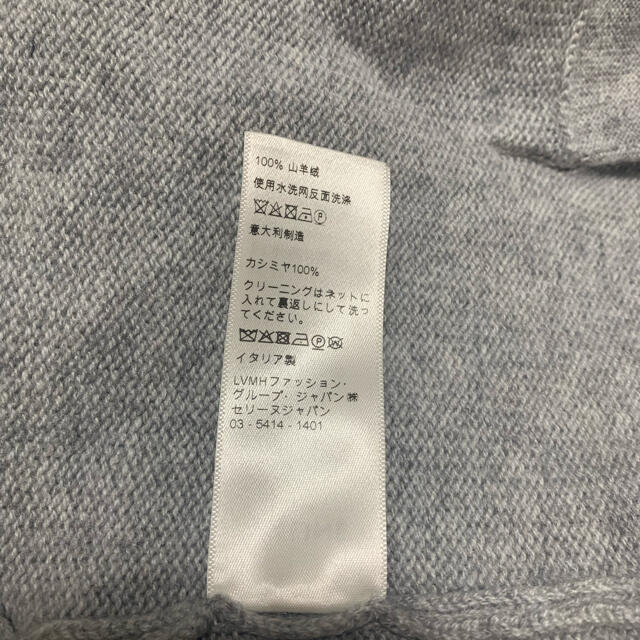 100% 山羊绒
使用水洗网反面洗涤
意大利制造
カシミヤ100%
クリーニングはネットに
入れて裏返しにして洗っ
てください。
イタリア製
LVMHファッション・
グループ・ジャパン㈱
セリーヌジャパン
03 - 5414 - 1401